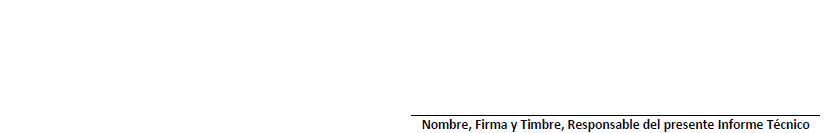 Nombre, Firma y Timbre, Responsable del presente Informe Técnico